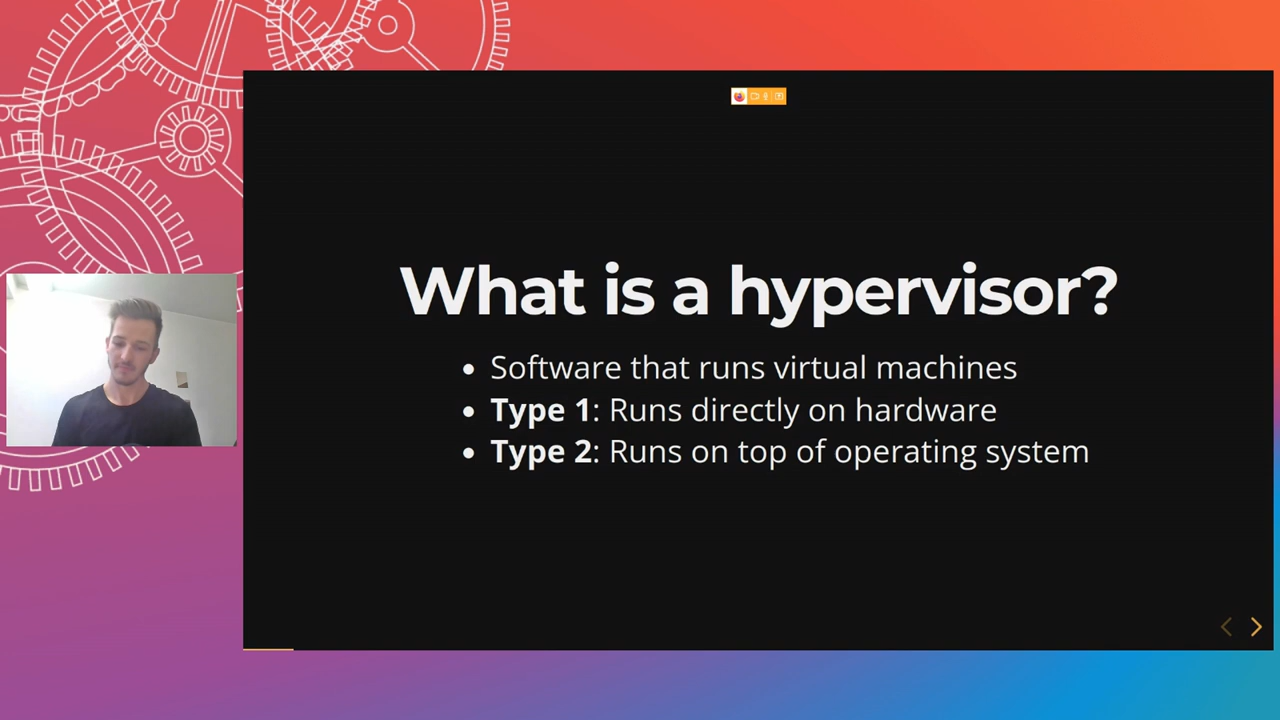 What is a hypervisor?
• Software that runs virtual machines
• Type 1: Runs directly on hardware
• Type 2: Runs on top of operating system